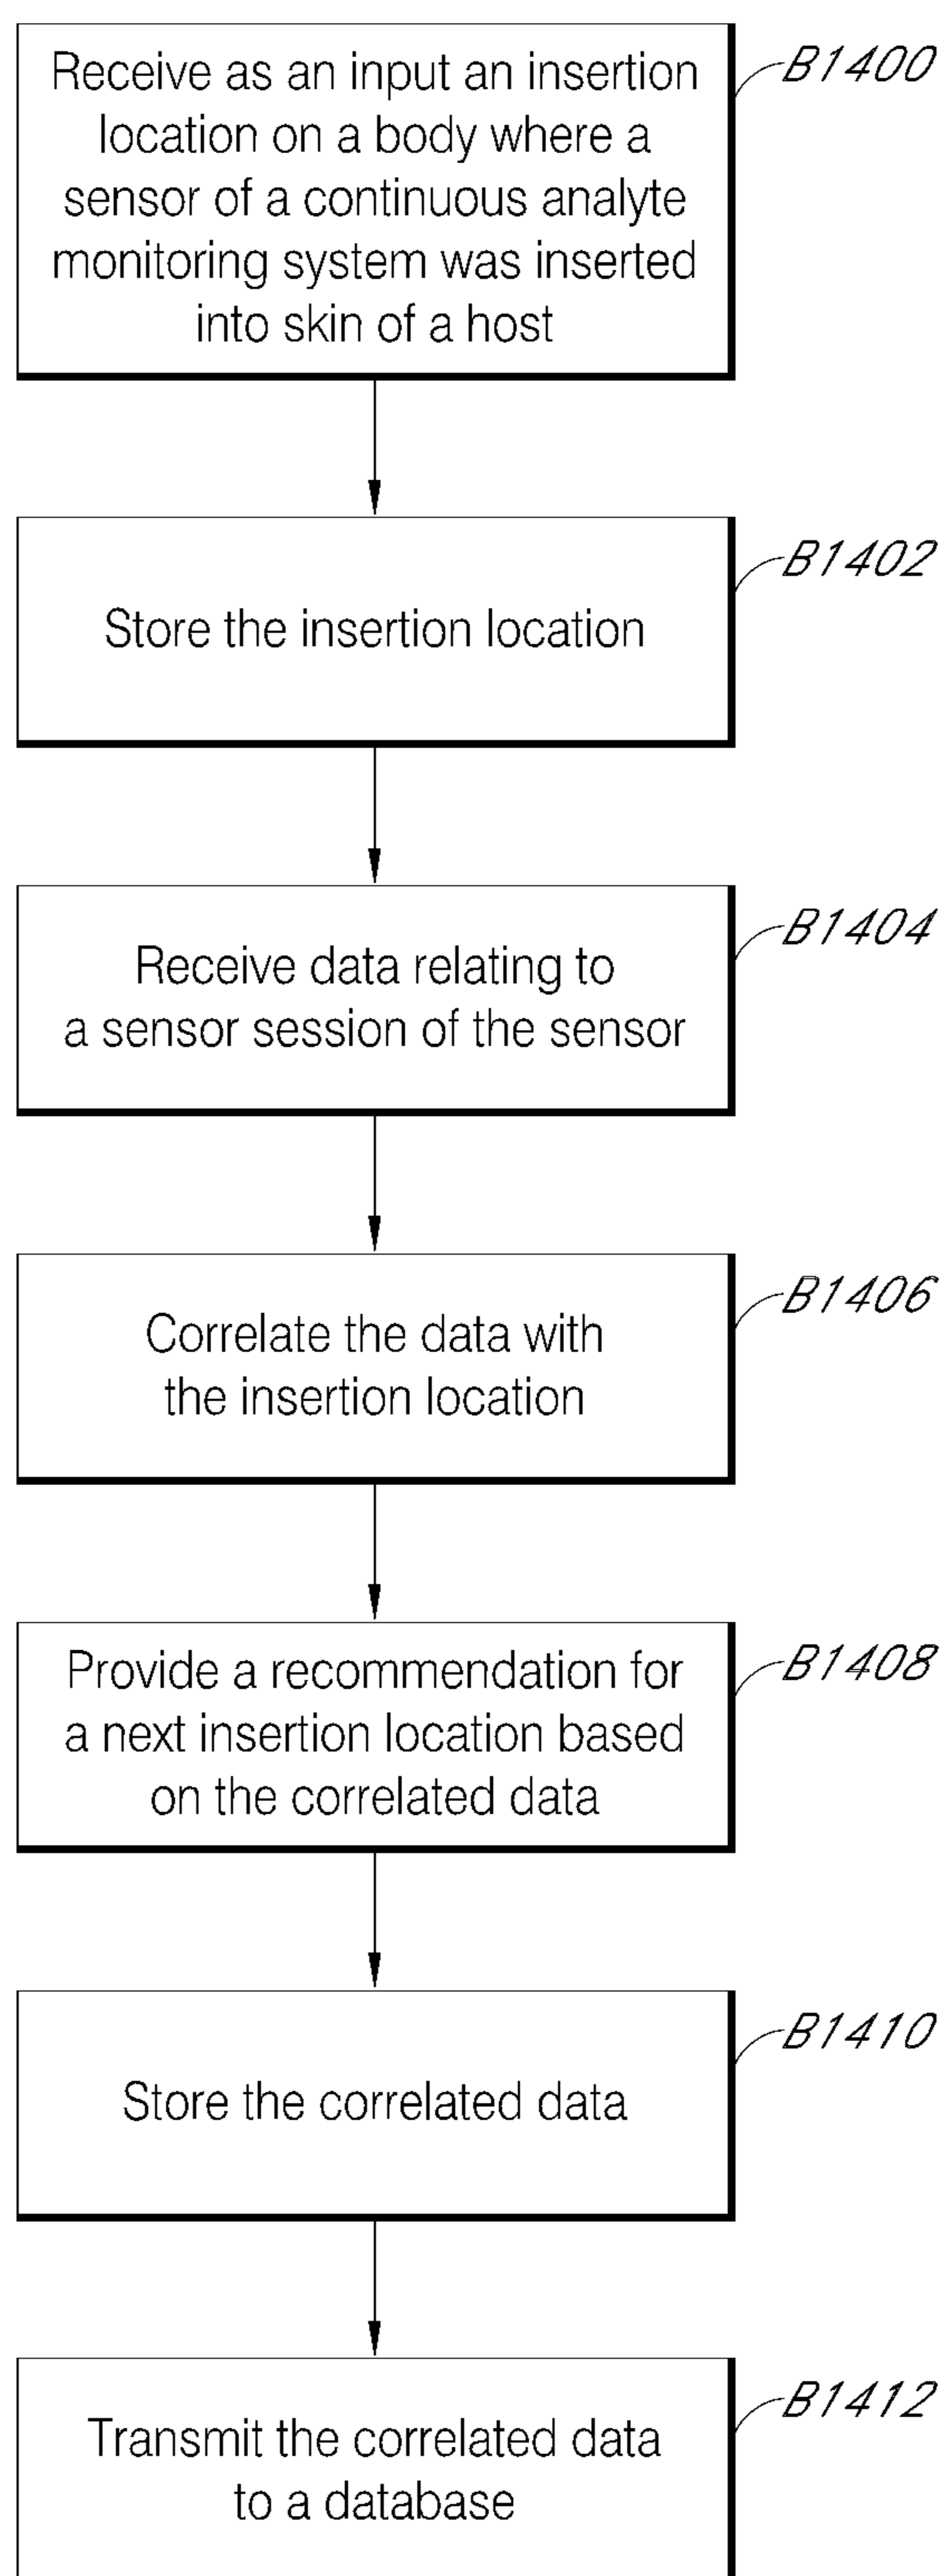 Receive as an input an insertion
location on a body where a
sensor of a continuous analyte
monitoring system was inserted
into skin of a host
B1400
Store the insertion location
B1402
Receive data relating to
a sensor session of the sensor
B1404
Correlate the data with
the insertion location
B1406
Provide a recommendation for
a next insertion location based
on the correlated data
B1408
Store the correlated data
B1410
Transmit the correlated data
to a database
B1412